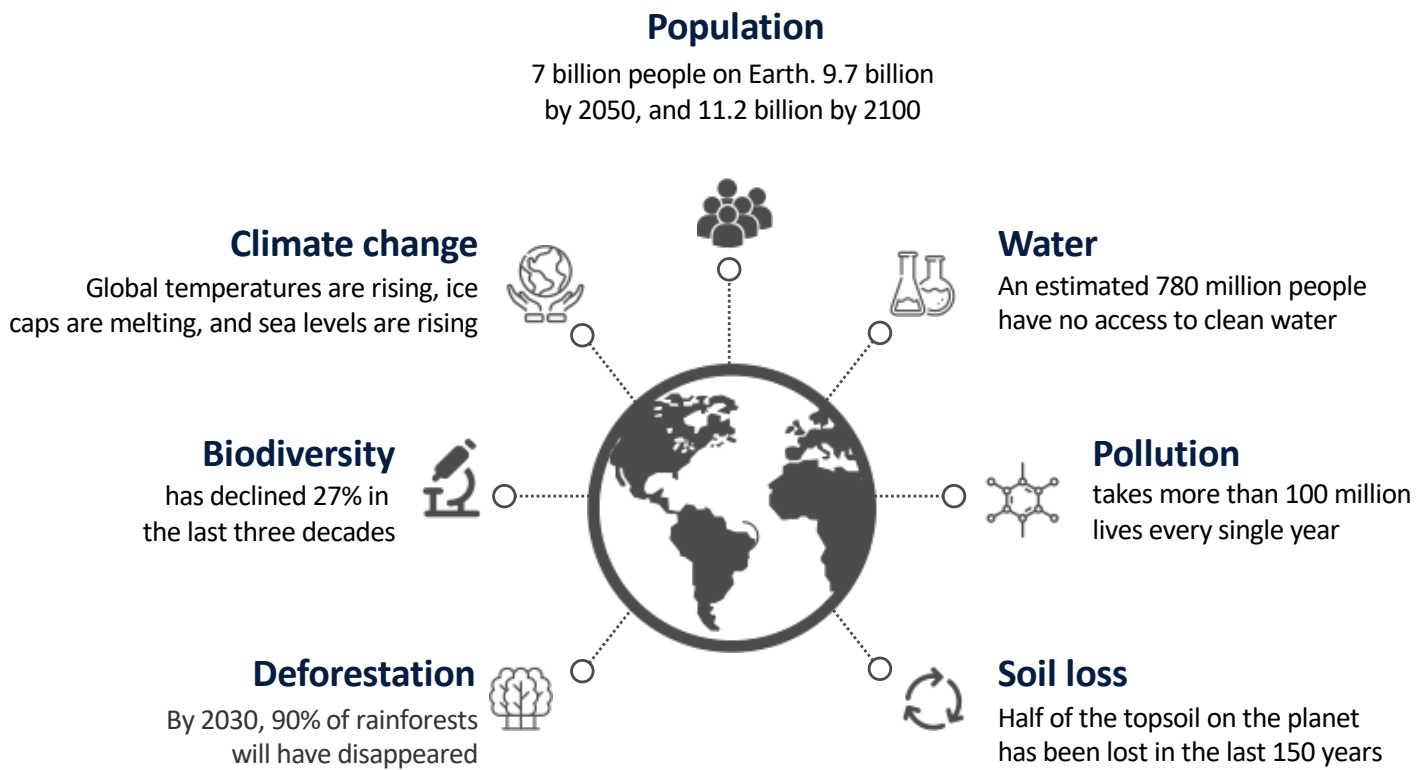 Population
7 billion people on Earth. 9.7 billion
by 2050, and 11.2 billion by 2100
Climate change
Global temperatures are rising, ice
caps are melting, and sea levels are rising
Water
An estimated 780 million people
have no access to clean water
Biodiversity
has declined 27% in
the last three decades
Pollution
takes more than 100 million
lives every single year
Deforestation
By 2030, 90% of rainforests
will have disappeared
Soil loss
Half of the topsoil on the planet
has been lost in the last 150 years